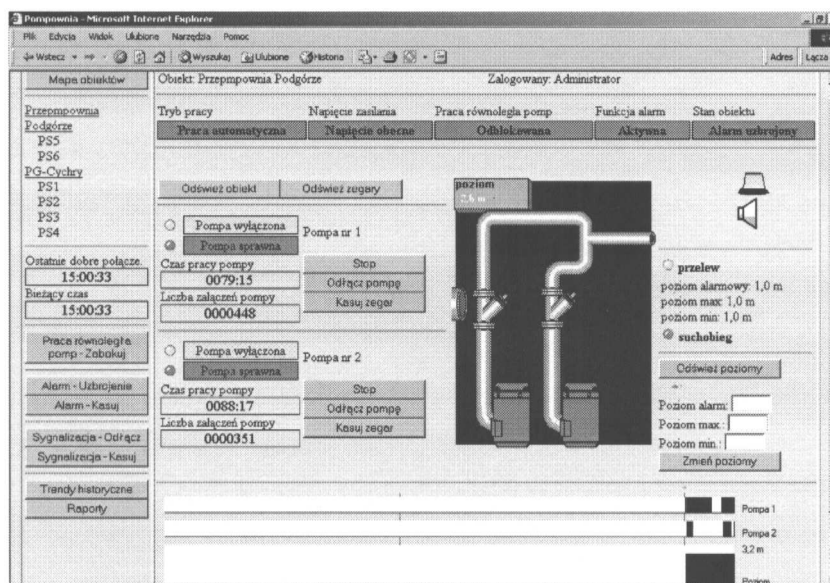 Pompownia - Microsoft Internet Explorer
Plik Edycja Widok Ulubione Narzędzia Pomoc
Wstecz Wyszukaj Ulubione Historia Adres Łącza
Mapa obiektów
Obiekt: Przepmpownia Podgórze Zalogowany: Administrator
Przepmpownia
Podgórze
PS5
PS6
PG-Cychry
PS1
PS2
PS3
PS4
Ostatnie dobre połącze.
15:00:33
Bieżący czas
15:00:33
Praca równoległa
pomp - Zablokuj
Alarm - Uzbrojenie
Alarm - Kasuj
Sygnalizacja - Odłącz
Sygnalizacja - Kasuj
Trendy historyczne
Raporty
Tryb pracy Napięcie zasilania Praca równoległa pomp Funkcja alarm Stan obiektu
Praca automatyczna Napięcie obecne Odblokowana Aktywna Alarm uzbrojony
Odśwież obiekt Odśwież zegary
Pompa wyłączona
Pompa sprawna
Pompa nr 1
Czas pracy pompy
0079:15
Liczba załączeń pompy
0000448
Stop
Odłącz pompę
Kasuj zegar
Pompa wyłączona
Pompa sprawna
Pompa nr 2
Czas pracy pompy
0088:17
Liczba załączeń pompy
0000351
Stop
Odłącz pompę
Kasuj zegar
poziom
2,6 m
przelew
poziom alarmowy: 1,0 m
poziom max: 1,0 m
poziom min: 1,0 m
suchobieg
Odśwież poziomy
Poziom alarm:
Poziom max.:
Poziom min.:
Zmień poziomy
Pompa 1
Pompa 2
3,2 m
Poziom